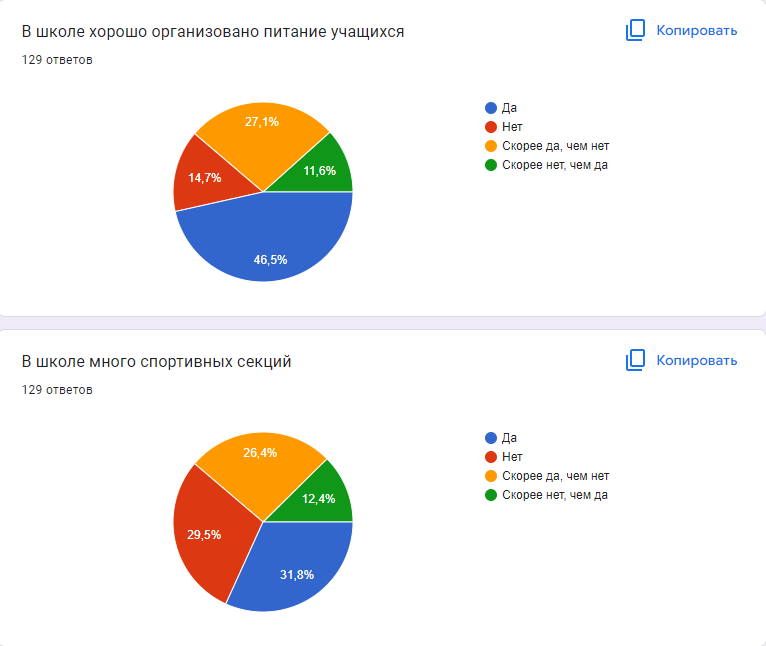 В школе хорошо организовано питание учащихся
Копировать
129 ответов
27,1%
11,6%
14,7%
46,5%
Да
Нет
Скорее да, чем нет
Скорее нет, чем да
В школе много спортивных секций
Копировать
129 ответов
26,4%
12,4%
29,5%
31,8%
Да
Нет
Скорее да, чем нет
Скорее нет, чем да